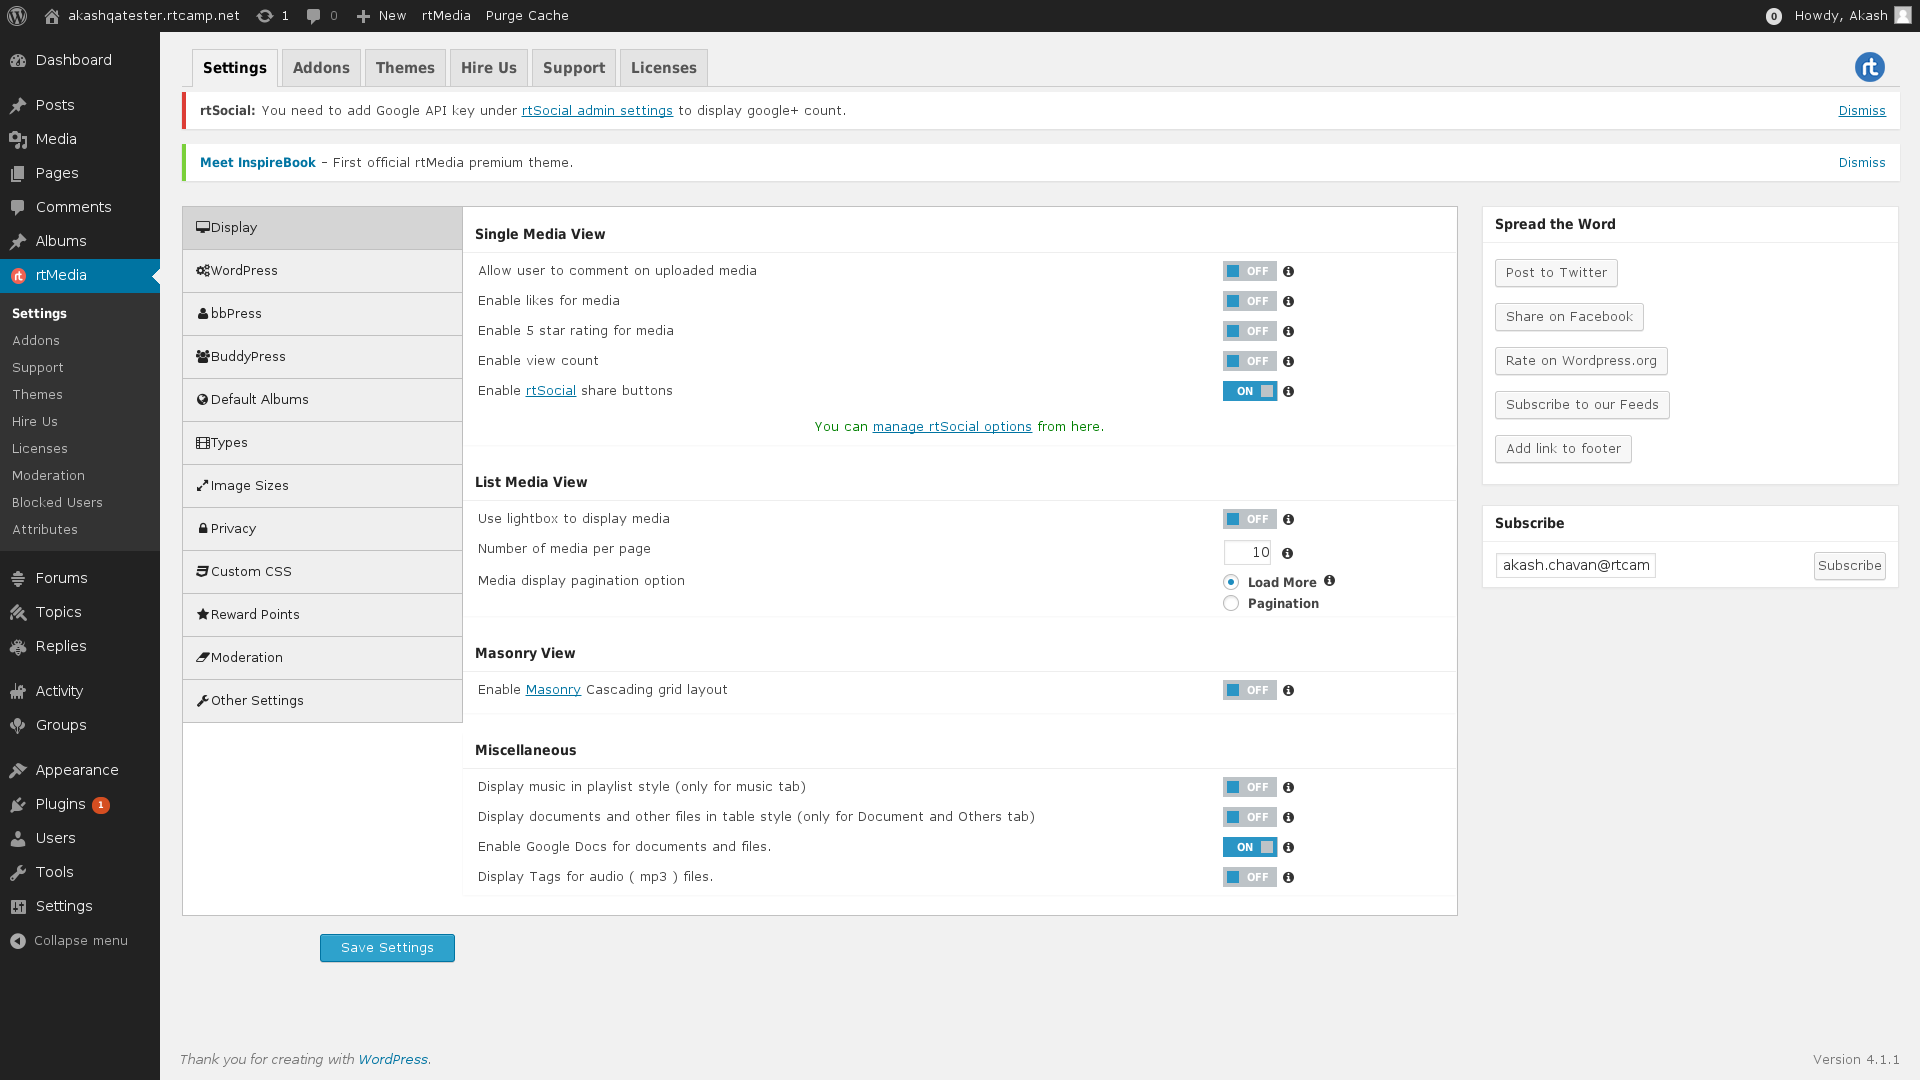 akashqatester.rtcamp.net 1 0 New rtMedia Purge Cache 0 Howdy, Akash
Dashboard
Posts
Media
Pages
Comments
Albums
rtMedia
Settings
Addons
Support
Themes
Hire Us
Licenses
Moderation
Blocked Users
Attributes
Forums
Topics
Replies
Activity
Groups
Appearance
Plugins 1
Users
Tools
Settings
Collapse menu
Settings Addons Themes Hire Us Support Licenses rt
rtSocial: You need to add Google API key under rtSocial admin settings to display google+ count. Dismiss
Meet InspireBook - First official rtMedia premium theme. Dismiss
Display
WordPress
bbPress
BuddyPress
Default Albums
Types
Image Sizes
Privacy
Custom CSS
Reward Points
Moderation
Other Settings
Single Media View
Allow user to comment on uploaded media OFF
Enable likes for media OFF
Enable 5 star rating for media OFF
Enable view count OFF
Enable rtSocial share buttons ON
You can manage rtSocial options from here.
List Media View
Use lightbox to display media OFF
Number of media per page 10
Media display pagination option Load More
Pagination
Masonry View
Enable Masonry Cascading grid layout OFF
Miscellaneous
Display music in playlist style (only for music tab) OFF
Display documents and other files in table style (only for Document and Others tab) OFF
Enable Google Docs for documents and files. ON
Display Tags for audio ( mp3 ) files. OFF
Save Settings
Spread the Word
Post to Twitter
Share on Facebook
Rate on Wordpress.org
Subscribe to our Feeds
Add link to footer
Subscribe
akash.chavan@rtcam Subscribe
Thank you for creating with WordPress. Version 4.1.1